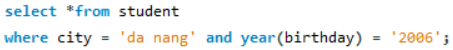 select *from student
where city = 'da nang' and year(birthday) = '2006';